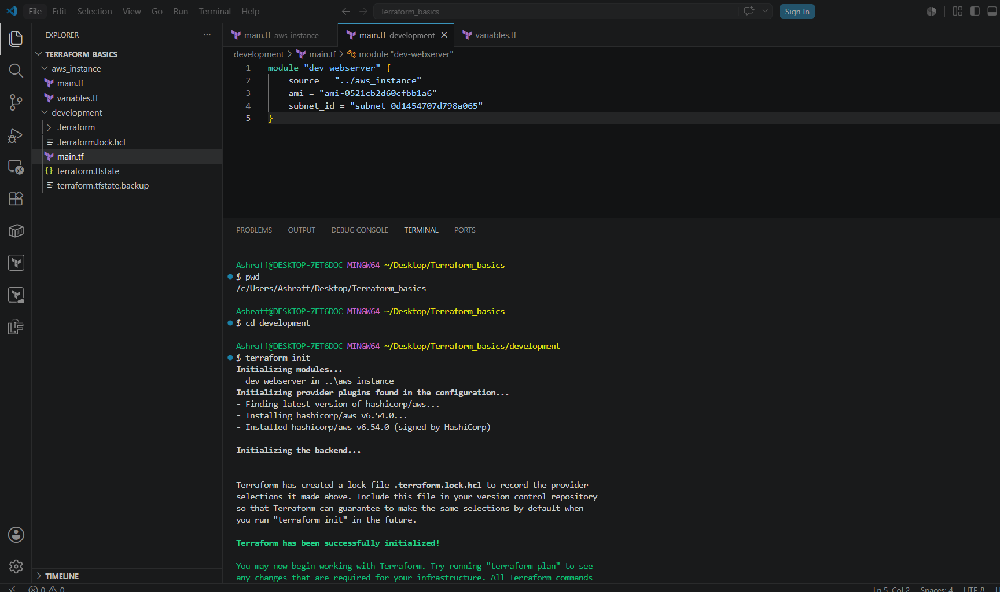 File Edit Selection View Go Run Terminal Help
Terraform_basics
Sign In
EXPLORER
TERRAFORM_BASICS
aws_instance
main.tf
variables.tf
development
.terraform
.terraform.lock.hcl
main.tf
terraform.tfstate
terraform.tfstate.backup
TIMELINE
main.tf aws_instance
main.tf development
variables.tf
development > main.tf > module "dev-webserver"
1 module "dev-webserver" {
2 source = "../aws_instance"
3 ami = "ami-0521cb2d60cfbb1a6"
4 subnet_id = "subnet-0d1454707d798a065"
5 }
PROBLEMS OUTPUT DEBUG CONSOLE TERMINAL PORTS
Ashraff@DESKTOP-7ET6DOC MINGW64 ~/Desktop/Terraform_basics
$ pwd
/c/Users/Ashraff/Desktop/Terraform_basics
Ashraff@DESKTOP-7ET6DOC MINGW64 ~/Desktop/Terraform_basics
$ cd development
Ashraff@DESKTOP-7ET6DOC MINGW64 ~/Desktop/Terraform_basics/development
$ terraform init
Initializing modules...
- dev-webserver in ..\aws_instance
Initializing provider plugins found in the configuration...
- Finding latest version of hashicorp/aws...
- Installing hashicorp/aws v6.54.0...
- Installed hashicorp/aws v6.54.0 (signed by HashiCorp)
Initializing the backend...
Terraform has created a lock file .terraform.lock.hcl to record the provider
selections it made above. Include this file in your version control repository
so that Terraform can guarantee to make the same selections by default when
you run "terraform init" in the future.
Terraform has been successfully initialized!
You may now begin working with Terraform. Try running "terraform plan" to see
any changes that are required for your infrastructure. All Terraform commands
0 0
Ln 5, Col 2 Spaces: 4 UTF-8